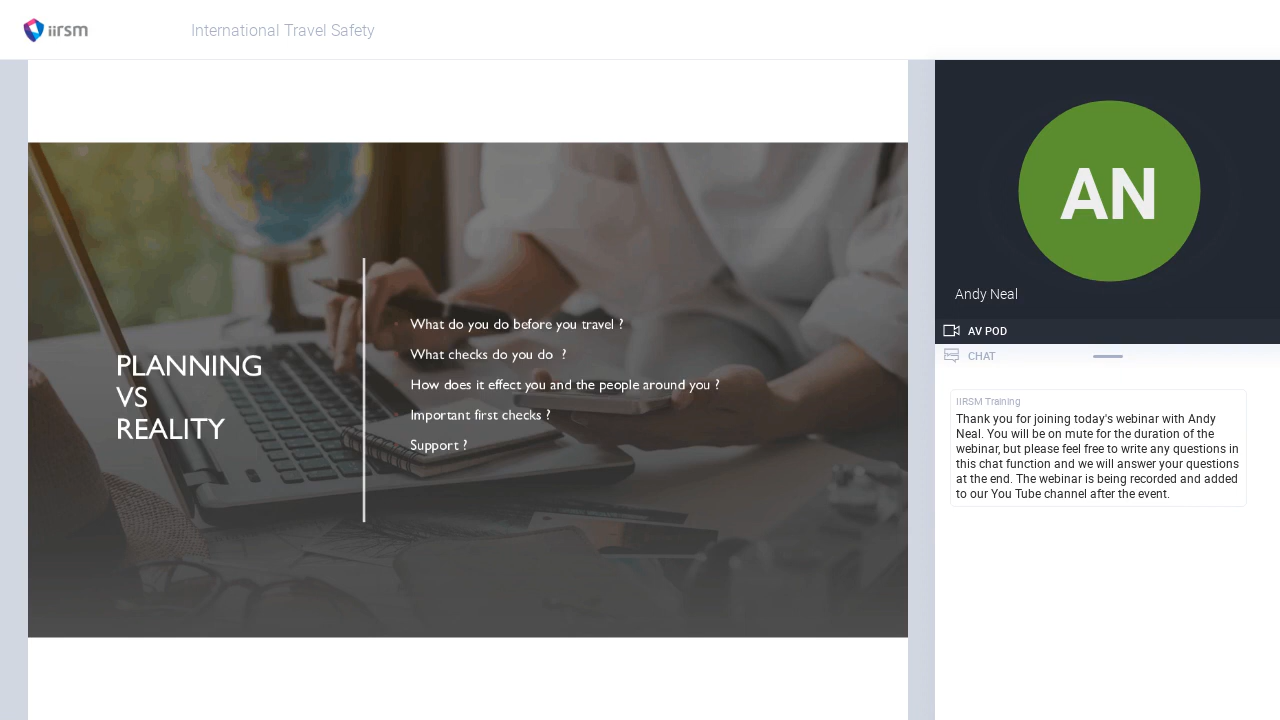 iirsm
International Travel Safety
PLANNING
VS
REALITY
What do you do before you travel ?
What checks do you do ?
How does it effect you and the people around you ?
Important first checks ?
Support ?
AN
Andy Neal
AV POD
CHAT
IIRSM Training
Thank you for joining today's webinar with Andy
Neal. You will be on mute for the duration of the
webinar, but please feel free to write any questions in
this chat function and we will answer your questions
at the end. The webinar is being recorded and added
to our You Tube channel after the event.